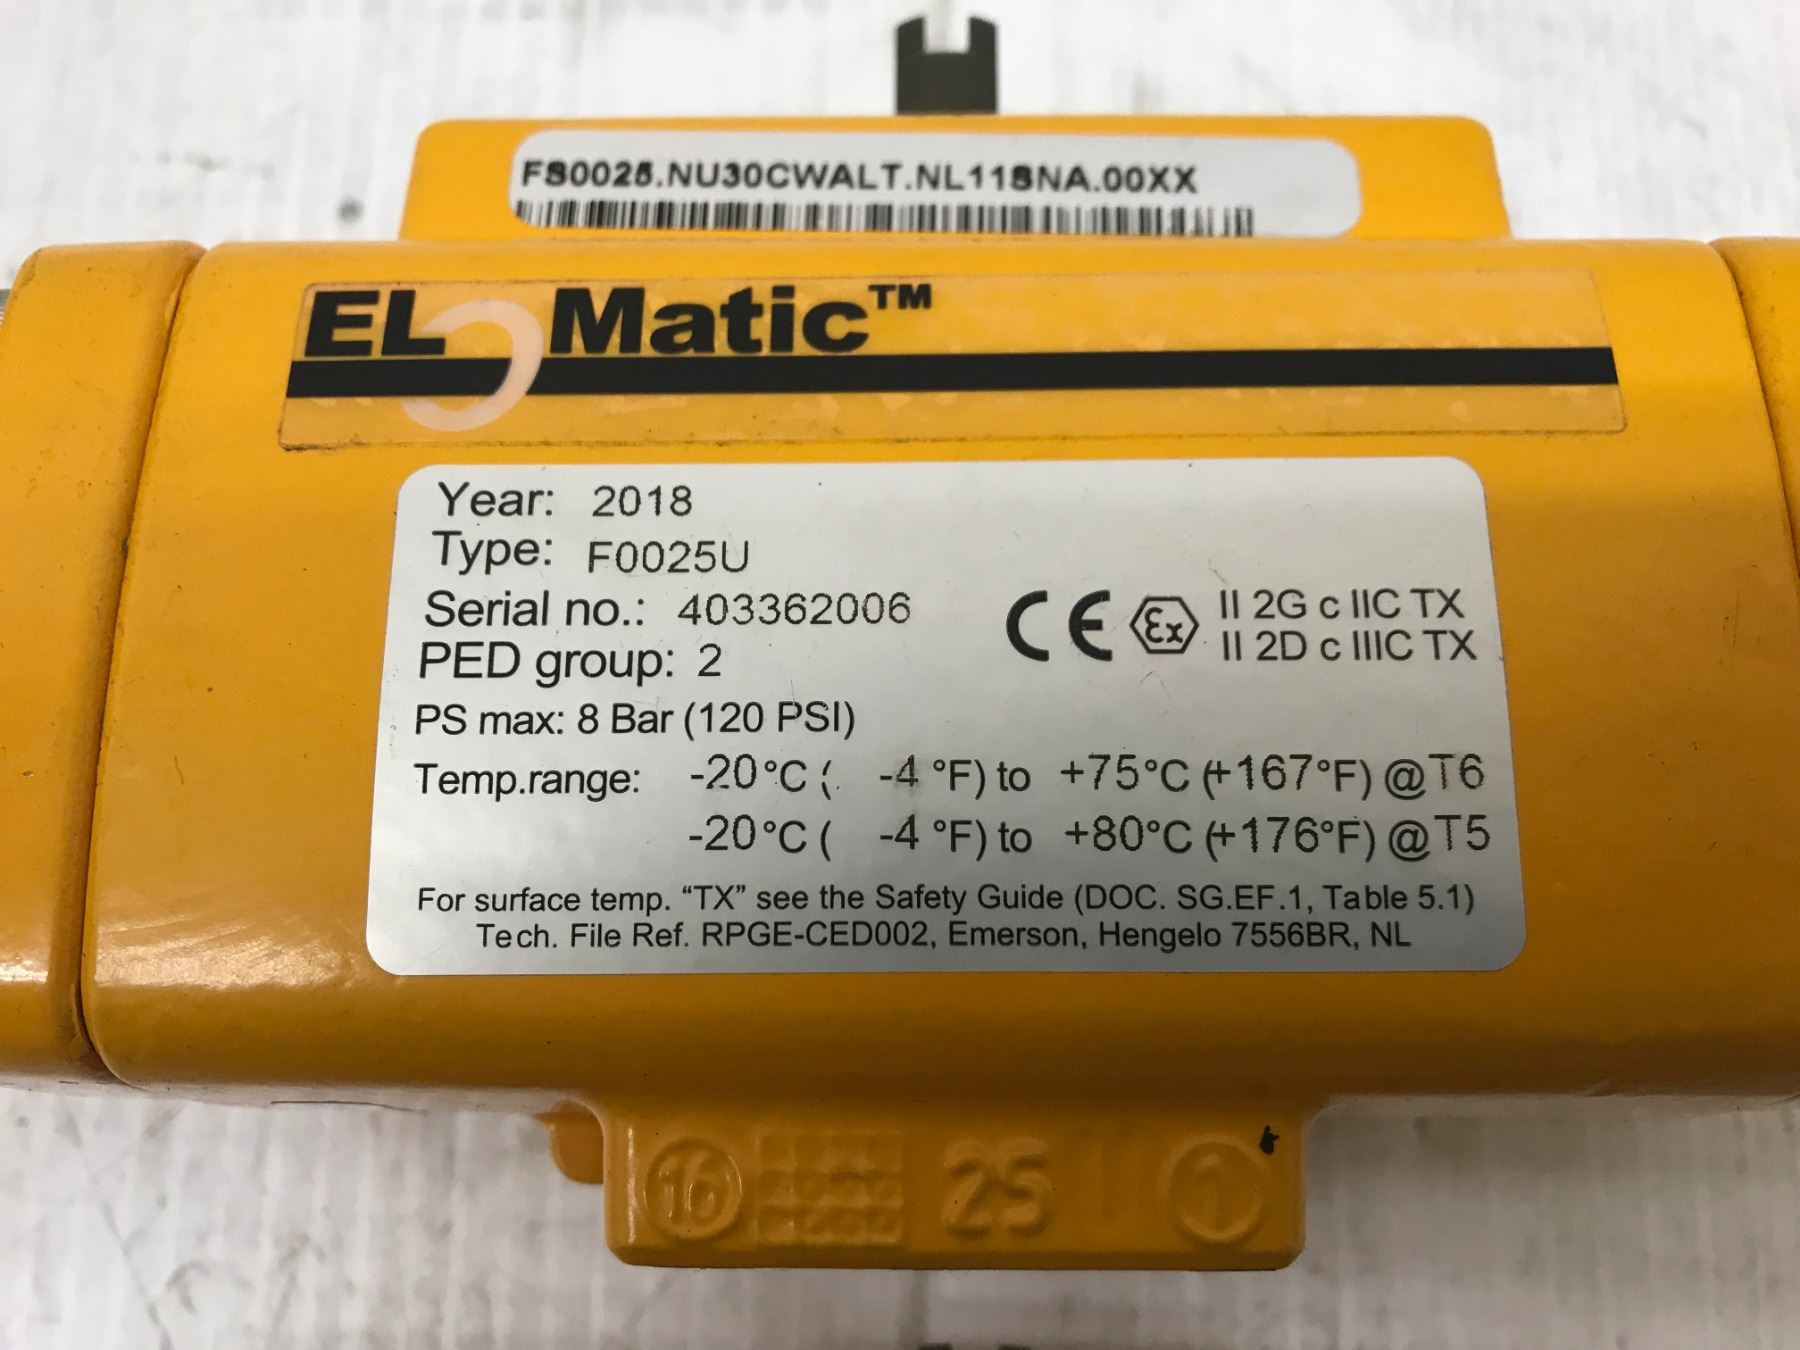 FS0025.NU30CWALT.NL11SNA.00XX
EL Matic™
Year: 2018
Type: F0025U
Serial no.: 403362006
PED group: 2
CE Ex II 2G c IIC TX
II 2D c IIIC TX
PS max: 8 Bar (120 PSI)
Temp.range: -20°C ( -4 °F) to +75°C (+167°F) @T6
-20°C ( -4 °F) to +80°C (+176°F) @T5
For surface temp. “TX” see the Safety Guide (DOC. SG.EF.1, Table 5.1)
Tech. File Ref. RPGE-CED002, Emerson, Hengelo 7556BR, NL
16 25 U 1